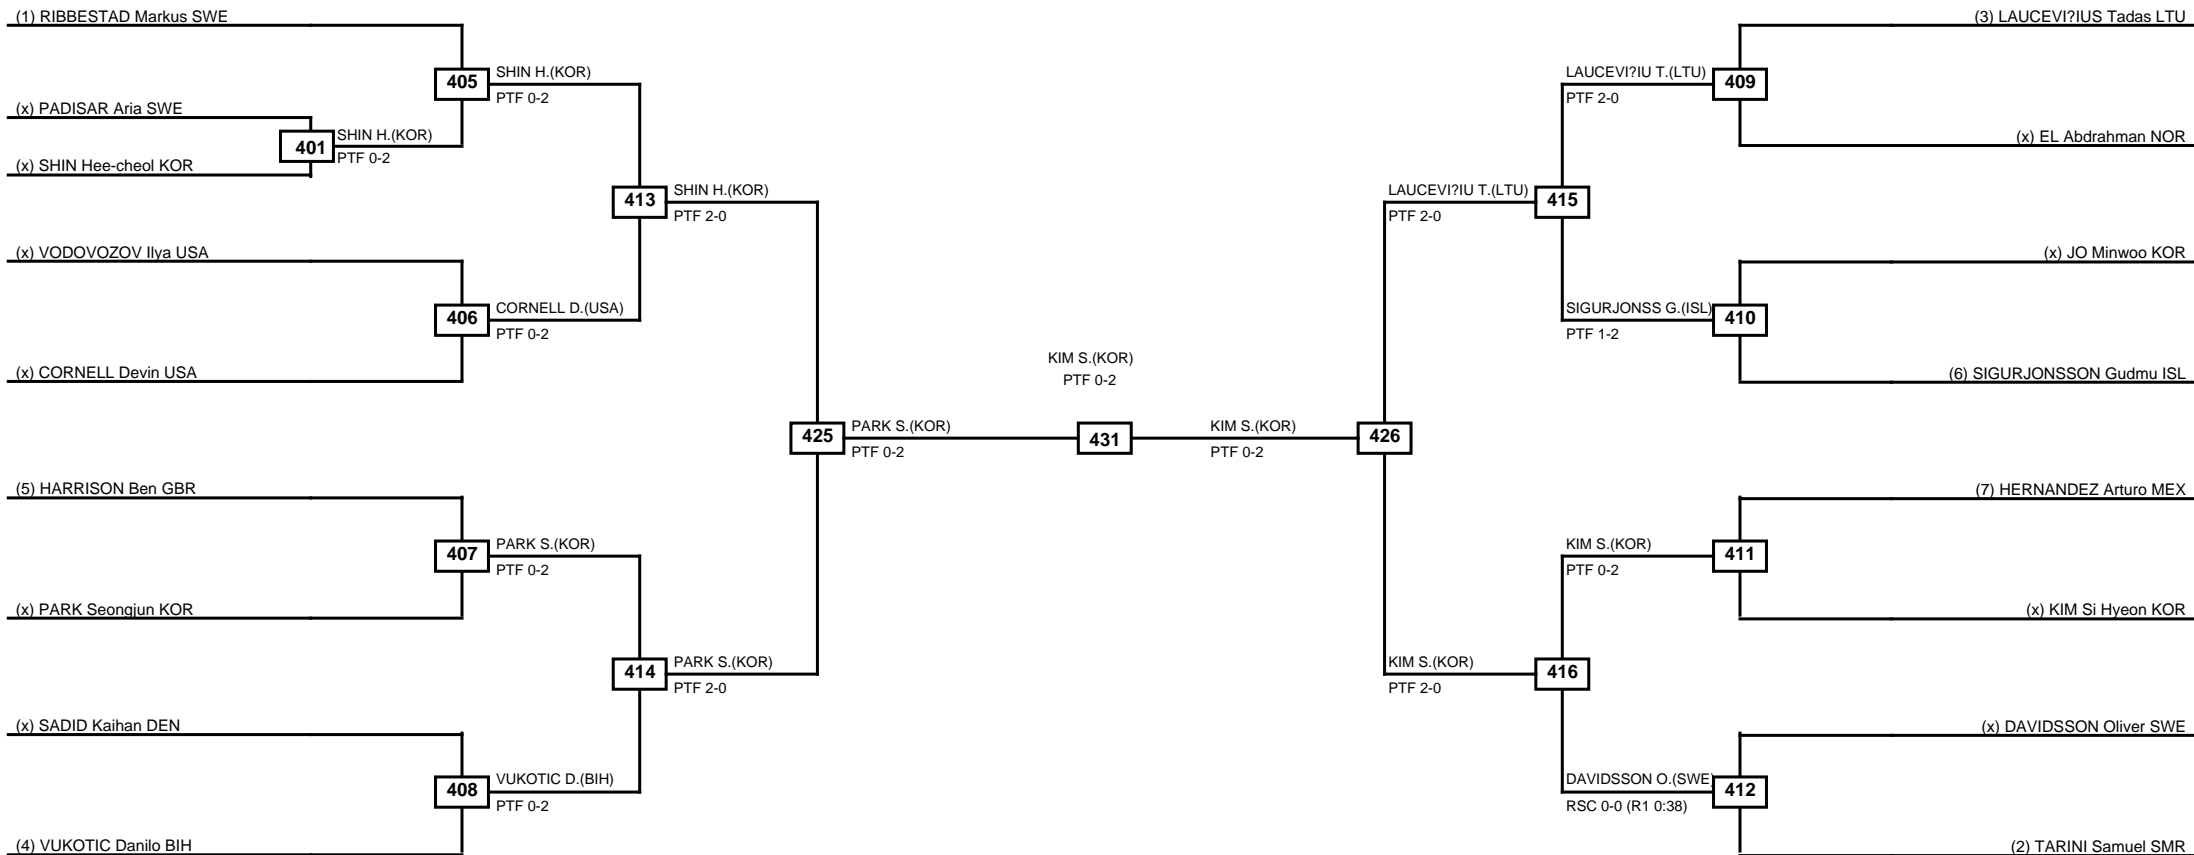 (1) RIBBESTAD Markus SWE
(x) PADISAR Aria SWE
(x) SHIN Hee-cheol KOR
(x) VODOVOZOV Ilya USA
(x) CORNELL Devin USA
(5) HARRISON Ben GBR
(x) PARK Seongjun KOR
(x) SADID Kaihan DEN
(4) VUKOTIC Danilo BIH
401
SHIN H.(KOR)
PTF 0-2
405
SHIN H.(KOR)
PTF 0-2
406
CORNELL D.(USA)
PTF 0-2
407
PARK S.(KOR)
PTF 0-2
408
VUKOTIC D.(BIH)
PTF 0-2
413
SHIN H.(KOR)
PTF 2-0
414
PARK S.(KOR)
PTF 2-0
425
PARK S.(KOR)
PTF 0-2
KIM S.(KOR)
PTF 0-2
431
KIM S.(KOR)
PTF 0-2
426
LAUCEVI?IU T.(LTU)
PTF 2-0
415
KIM S.(KOR)
PTF 2-0
416
LAUCEVI?IU T.(LTU)
PTF 2-0
409
SIGURJONSS G.(ISL)
PTF 1-2
410
KIM S.(KOR)
PTF 0-2
411
DAVIDSSON O.(SWE)
RSC 0-0 (R1 0:38)
412
(3) LAUCEVI?IUS Tadas LTU
(x) EL Abdrahman NOR
(x) JO Minwoo KOR
(6) SIGURJONSSON Gudmu ISL
(7) HERNANDEZ Arturo MEX
(x) KIM Si Hyeon KOR
(x) DAVIDSSON Oliver SWE
(2) TARINI Samuel SMR